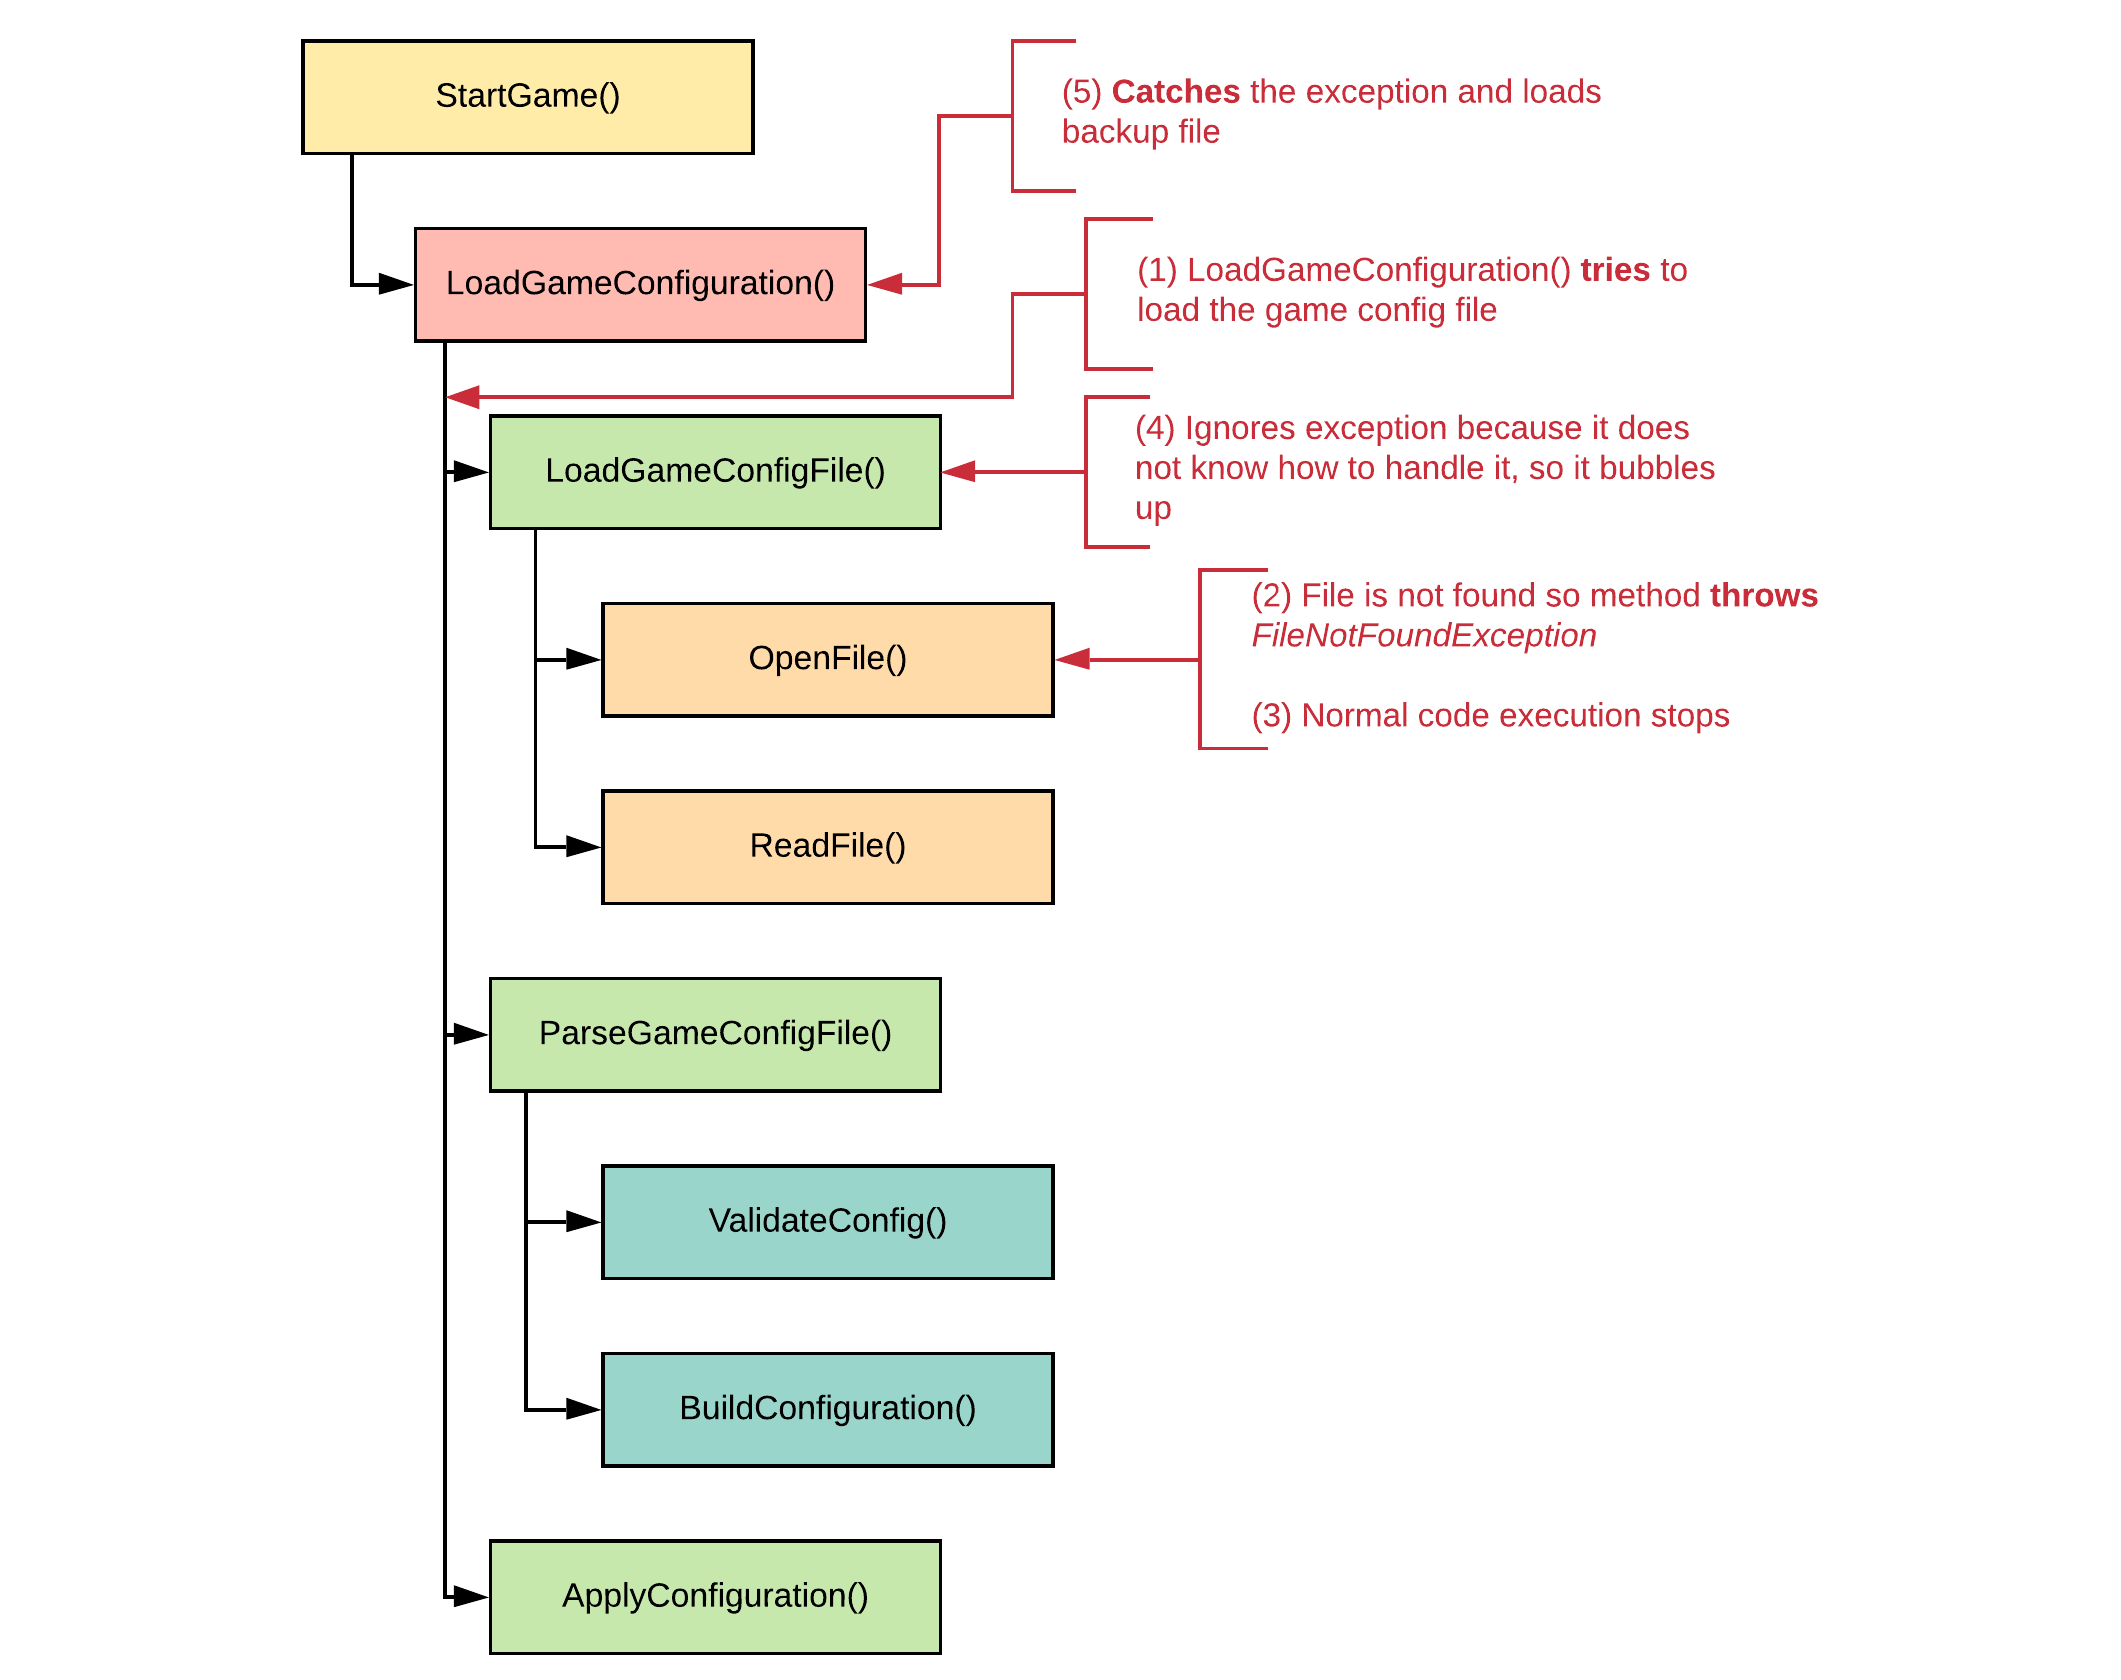 StartGame()
(5) Catches the exception and loads
backup file
LoadGameConfiguration()
(1) LoadGameConfiguration() tries to
load the game config file
LoadGameConfigFile()
(4) Ignores exception because it does
not know how to handle it, so it bubbles
up
OpenFile()
(2) File is not found so method throws
FileNotFoundException
(3) Normal code execution stops
ReadFile()
ParseGameConfigFile()
ValidateConfig()
BuildConfiguration()
ApplyConfiguration()